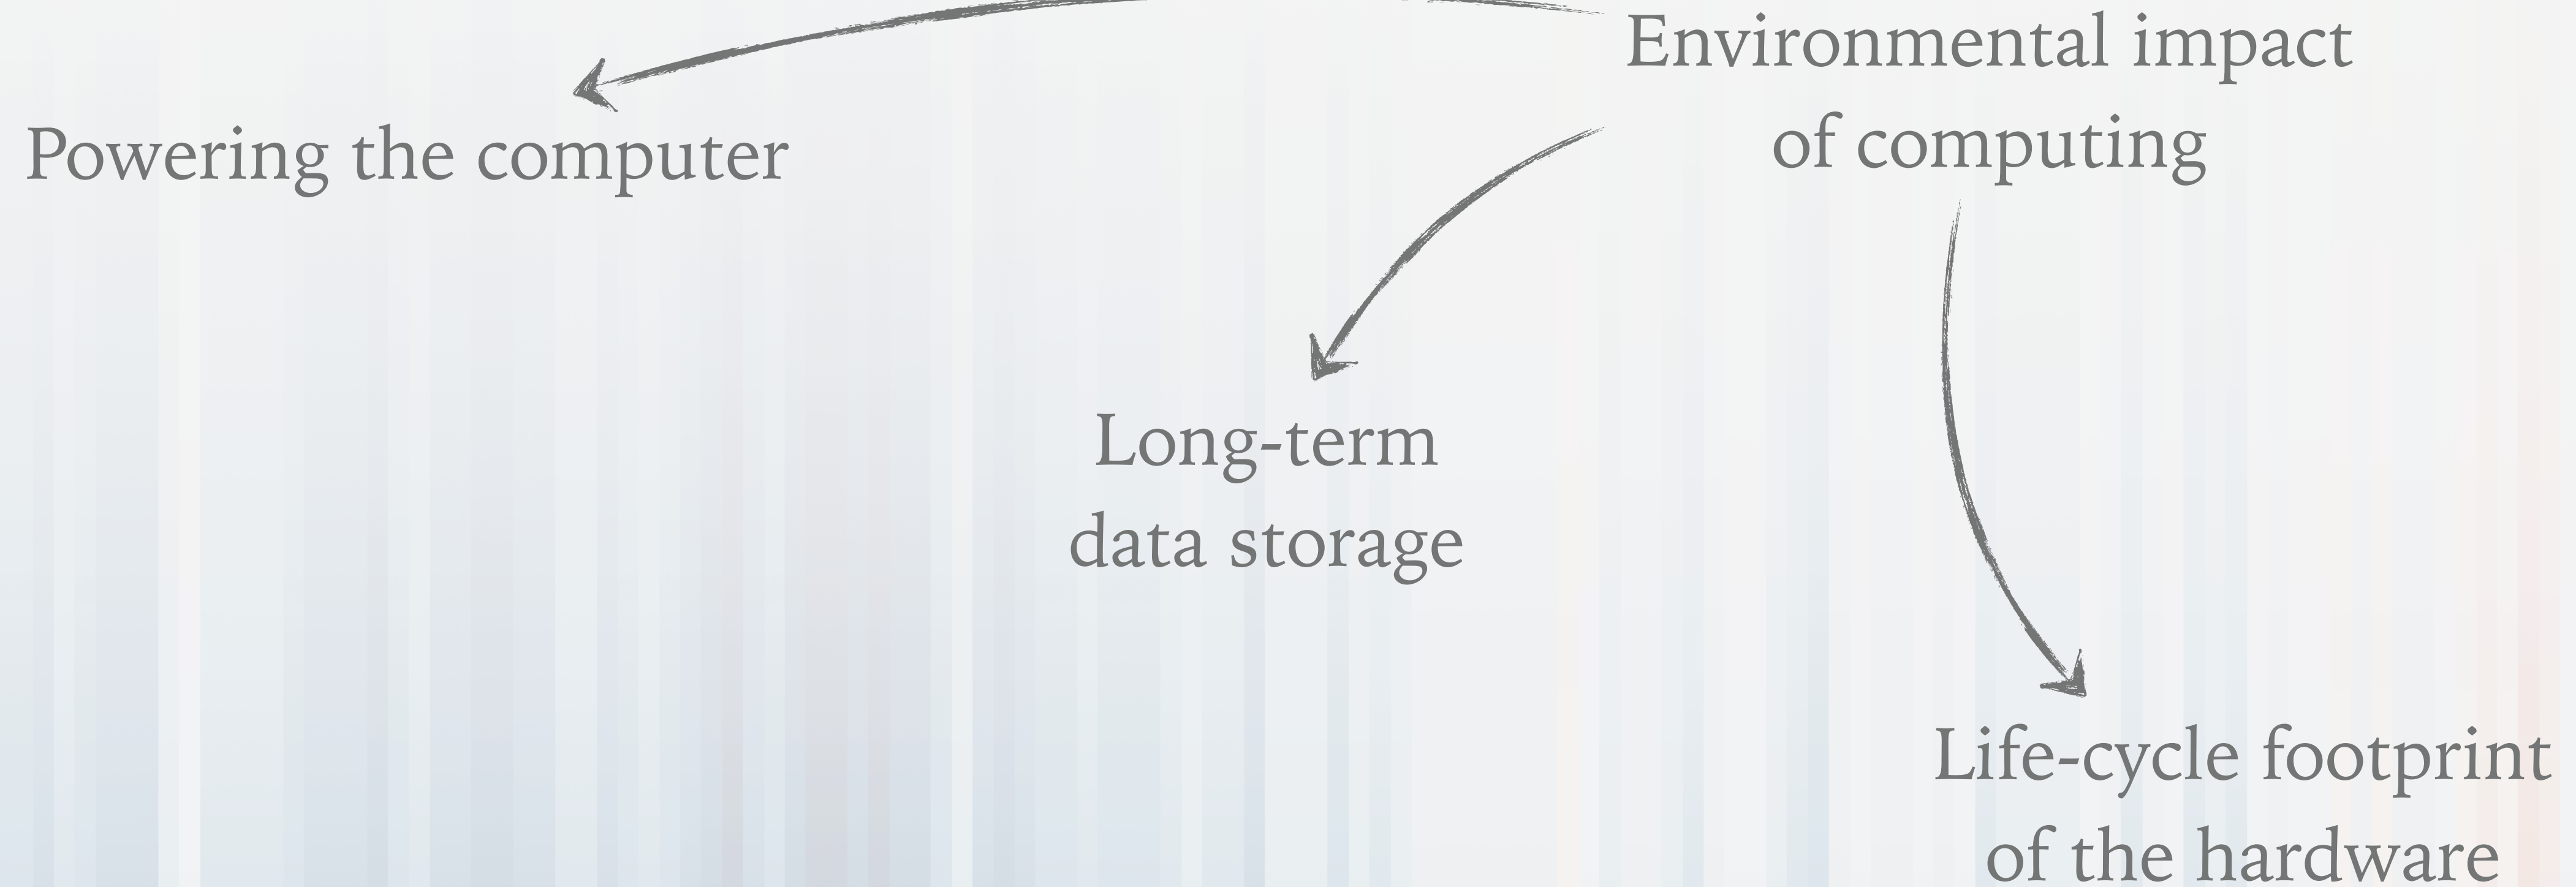 Environmental impact
of computing
Powering the computer
Long-term
data storage
Life-cycle footprint
of the hardware